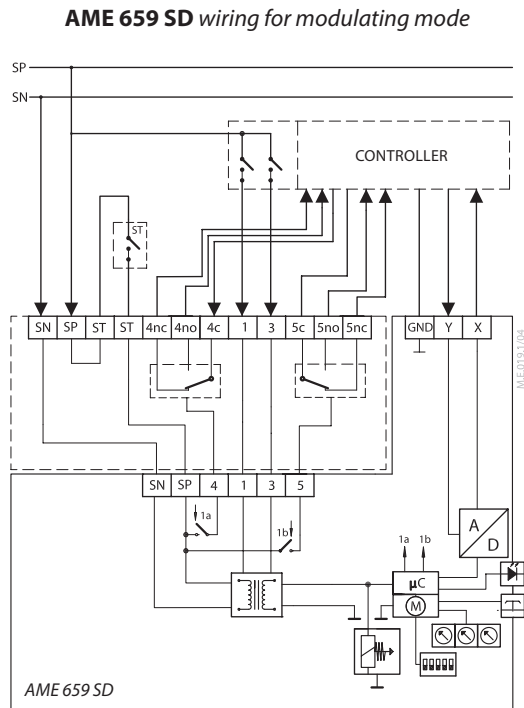 AME 659 SD wiring for modulating mode
SP
SN
CONTROLLER
ST
SN SP ST ST 4nc 4no 4c 1 3 5c 5no 5nc GND Y X
M.E.019.1/04
SN SP 4 1 3 5
1a
1b
1a 1b
A
D
µC
M
AME 659 SD